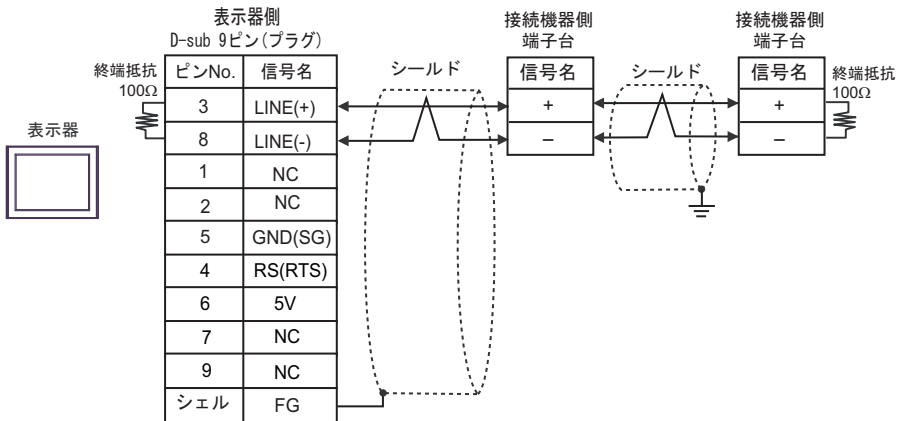 表示器側
D-sub 9ピン(プラグ)
接続機器側
端子台
接続機器側
端子台
終端抵抗
100Ω
ピンNo. 信号名
シールド
信号名
シールド
信号名
終端抵抗
100Ω
3 LINE(+)
+
+
8 LINE(-)
–
–
表示器
1 NC
2 NC
5 GND(SG)
4 RS(RTS)
6 5V
7 NC
9 NC
シェル FG